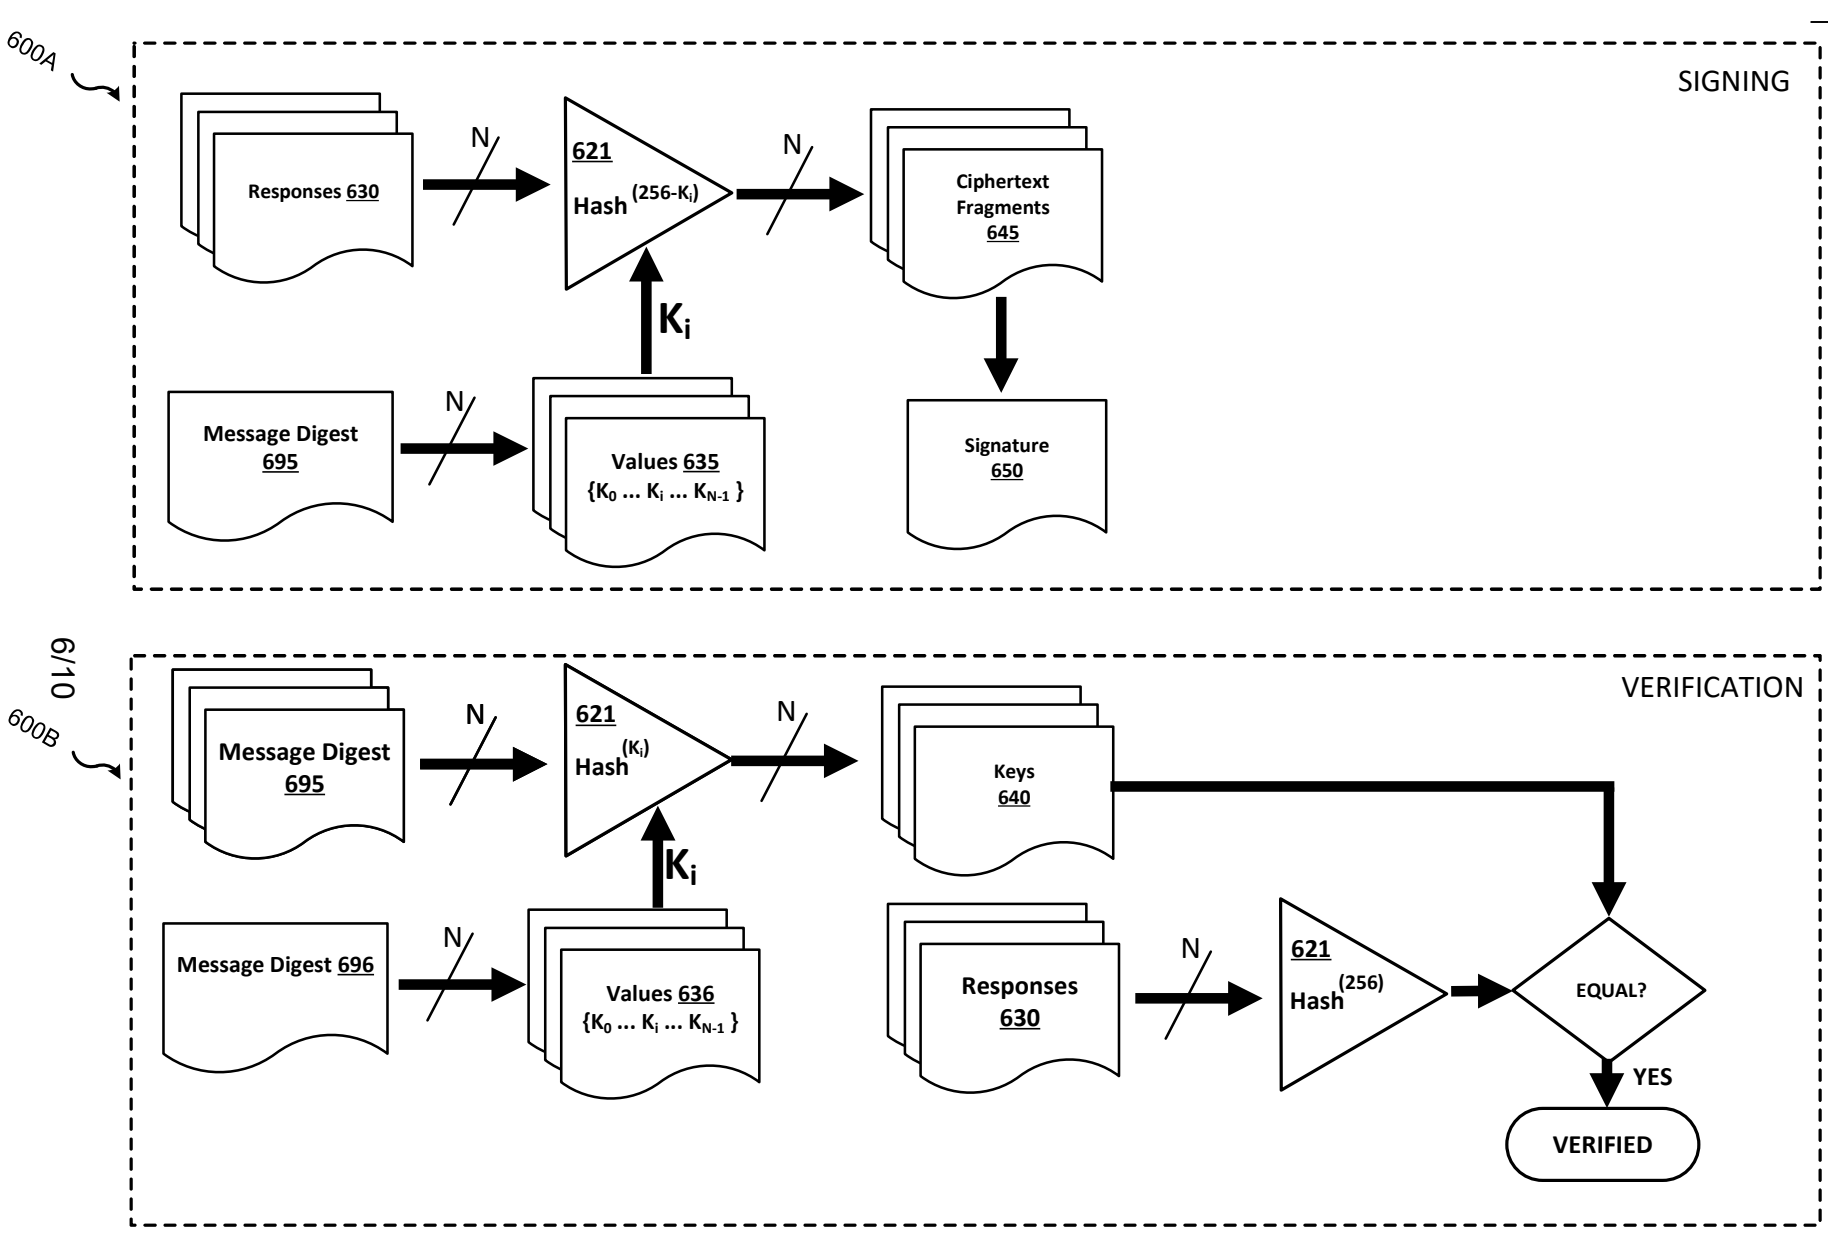 600A
SIGNING
Responses 630
N
621
Hash(256-Ki)
N
Ciphertext
Fragments
645
Ki
Message Digest
695
N
Values 635
{K0 ... Ki ... KN-1 }
Signature
650
6/10
600B
VERIFICATION
Message Digest
695
N
621
Hash(Ki)
N
Keys
640
Ki
Message Digest 696
N
Values 636
{K0 ... Ki ... KN-1 }
Responses
630
N
621
Hash(256)
EQUAL?
YES
VERIFIED